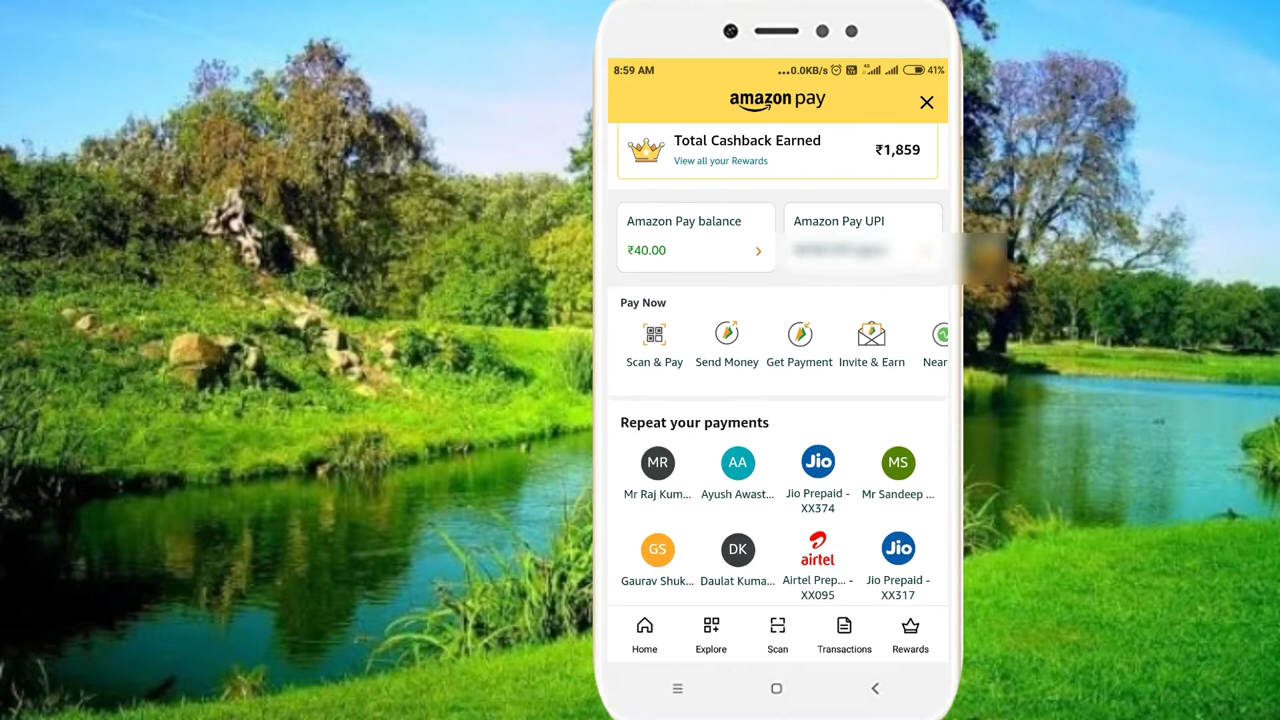 8:59 AM
...0.0KB/s
4G
41%
amazon pay
Total Cashback Earned
₹1,859
View all your Rewards
Amazon Pay balance
Amazon Pay UPI
₹40.00
Pay Now
Scan & Pay
Send Money
Get Payment
Invite & Earn
Near
Repeat your payments
MR
AA
Jio
MS
Mr Raj Kum...
Ayush Awast...
Jio Prepaid -
XX374
Mr Sandeep ...
GS
DK
airtel
Jio
Gaurav Shuk...
Daulat Kuma...
Airtel Prep... -
XX095
Jio Prepaid -
XX317
Home
Explore
Scan
Transactions
Rewards